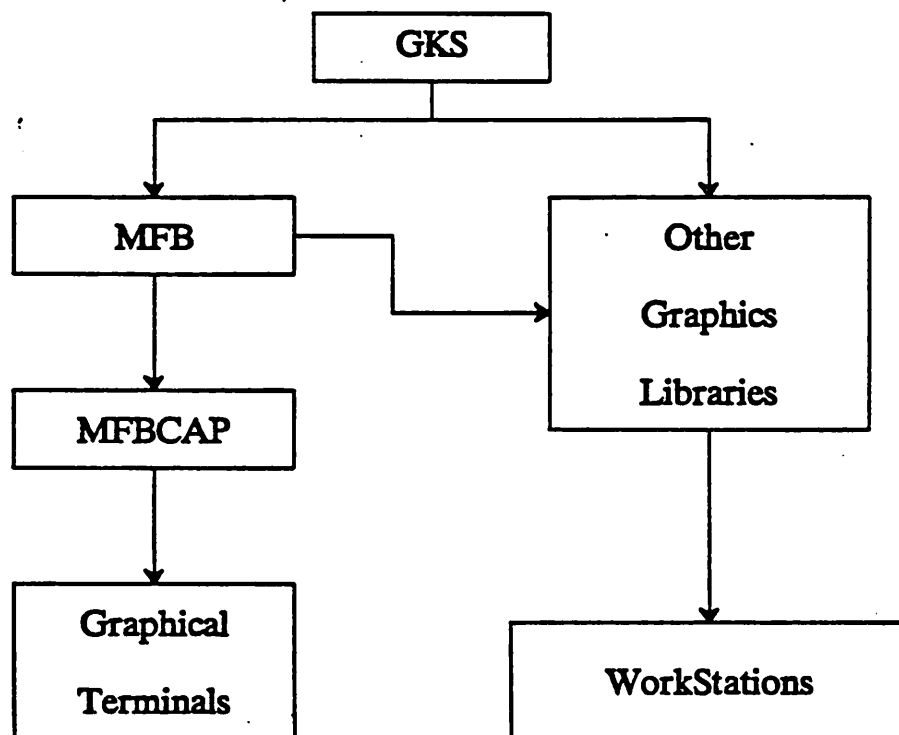 GKS
MFB
Other
Graphics
Libraries
MFBCAP
Graphical
Terminals
WorkStations